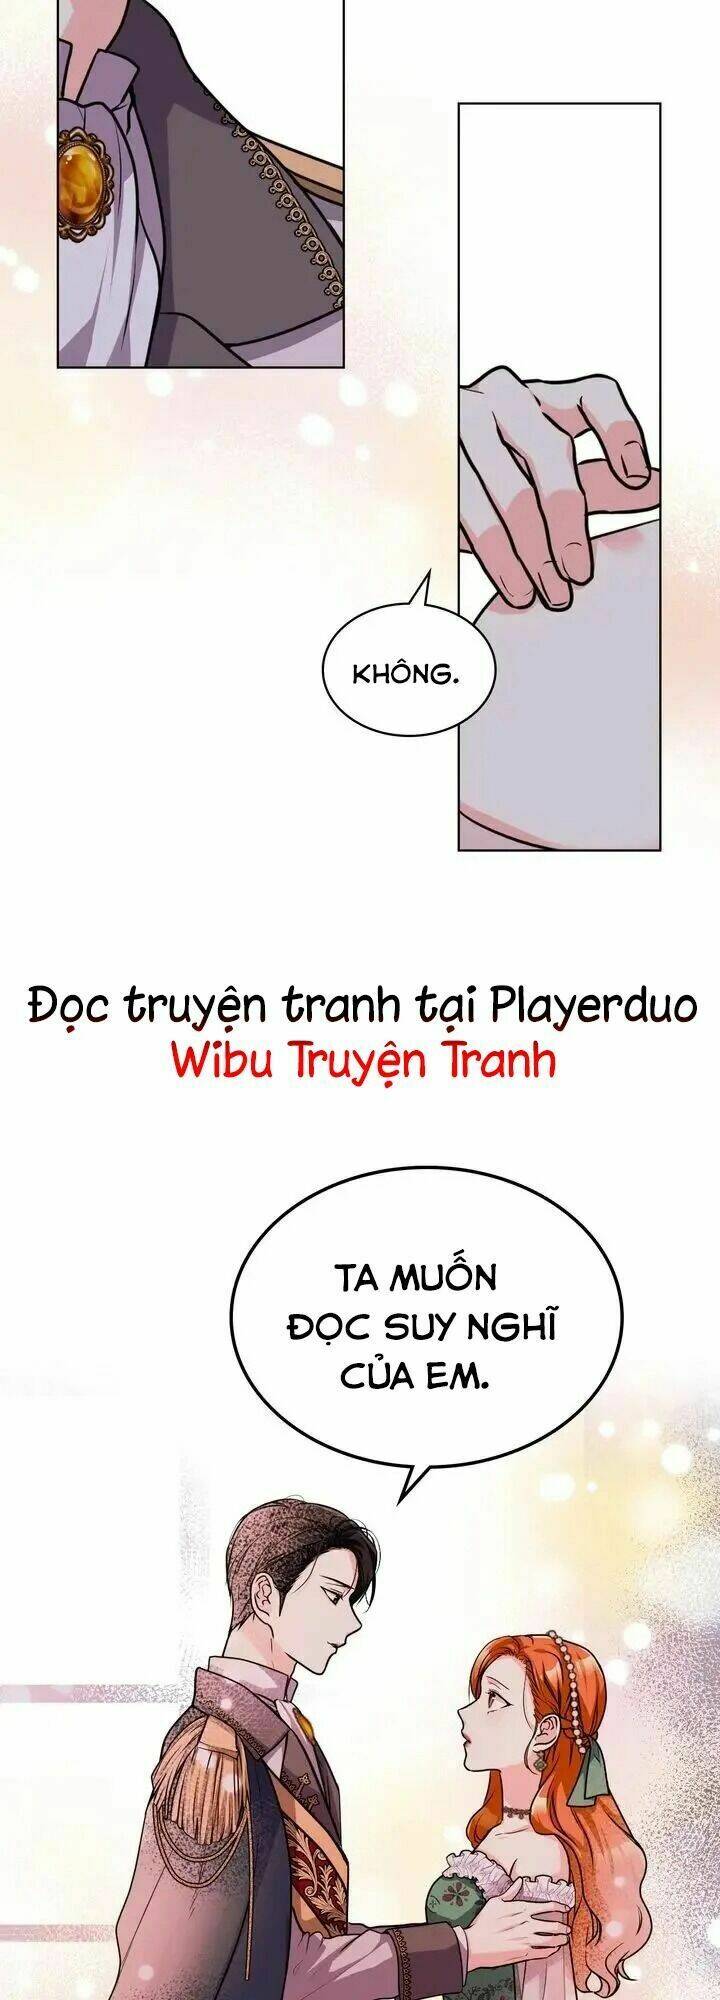 KHÔNG.
Đọc truyện tranh tại Playerduo
Wibu Truyện Tranh
TA MUỐN
ĐỌC SUY NGHĨ
CỦA EM.